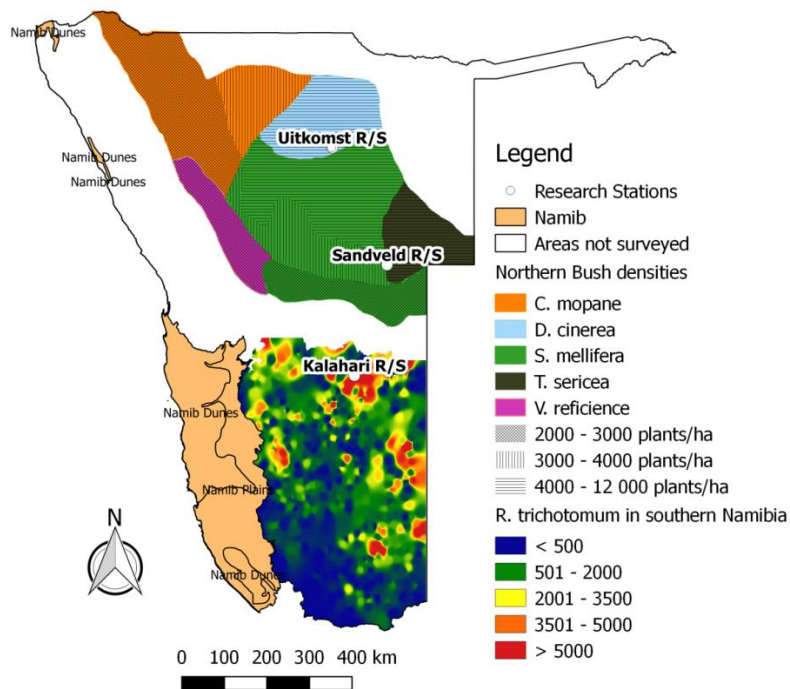 Namib Dunes
Uitkomst R/S
Namib Dunes
Namib Dunes
Sandveld R/S
Kalahari R/S
Namib Dunes
Namib Plains
Namib Dunes
N
0 100 200 300 400 km
Legend
Research Stations
Namib
Areas not surveyed
Northern Bush densities
C. mopane
D. cinerea
S. mellifera
T. sericea
V. reficience
2000 - 3000 plants/ha
3000 - 4000 plants/ha
4000 - 12 000 plants/ha
R. trichotomum in southern Namibia
< 500
501 - 2000
2001 - 3500
3501 - 5000
> 5000